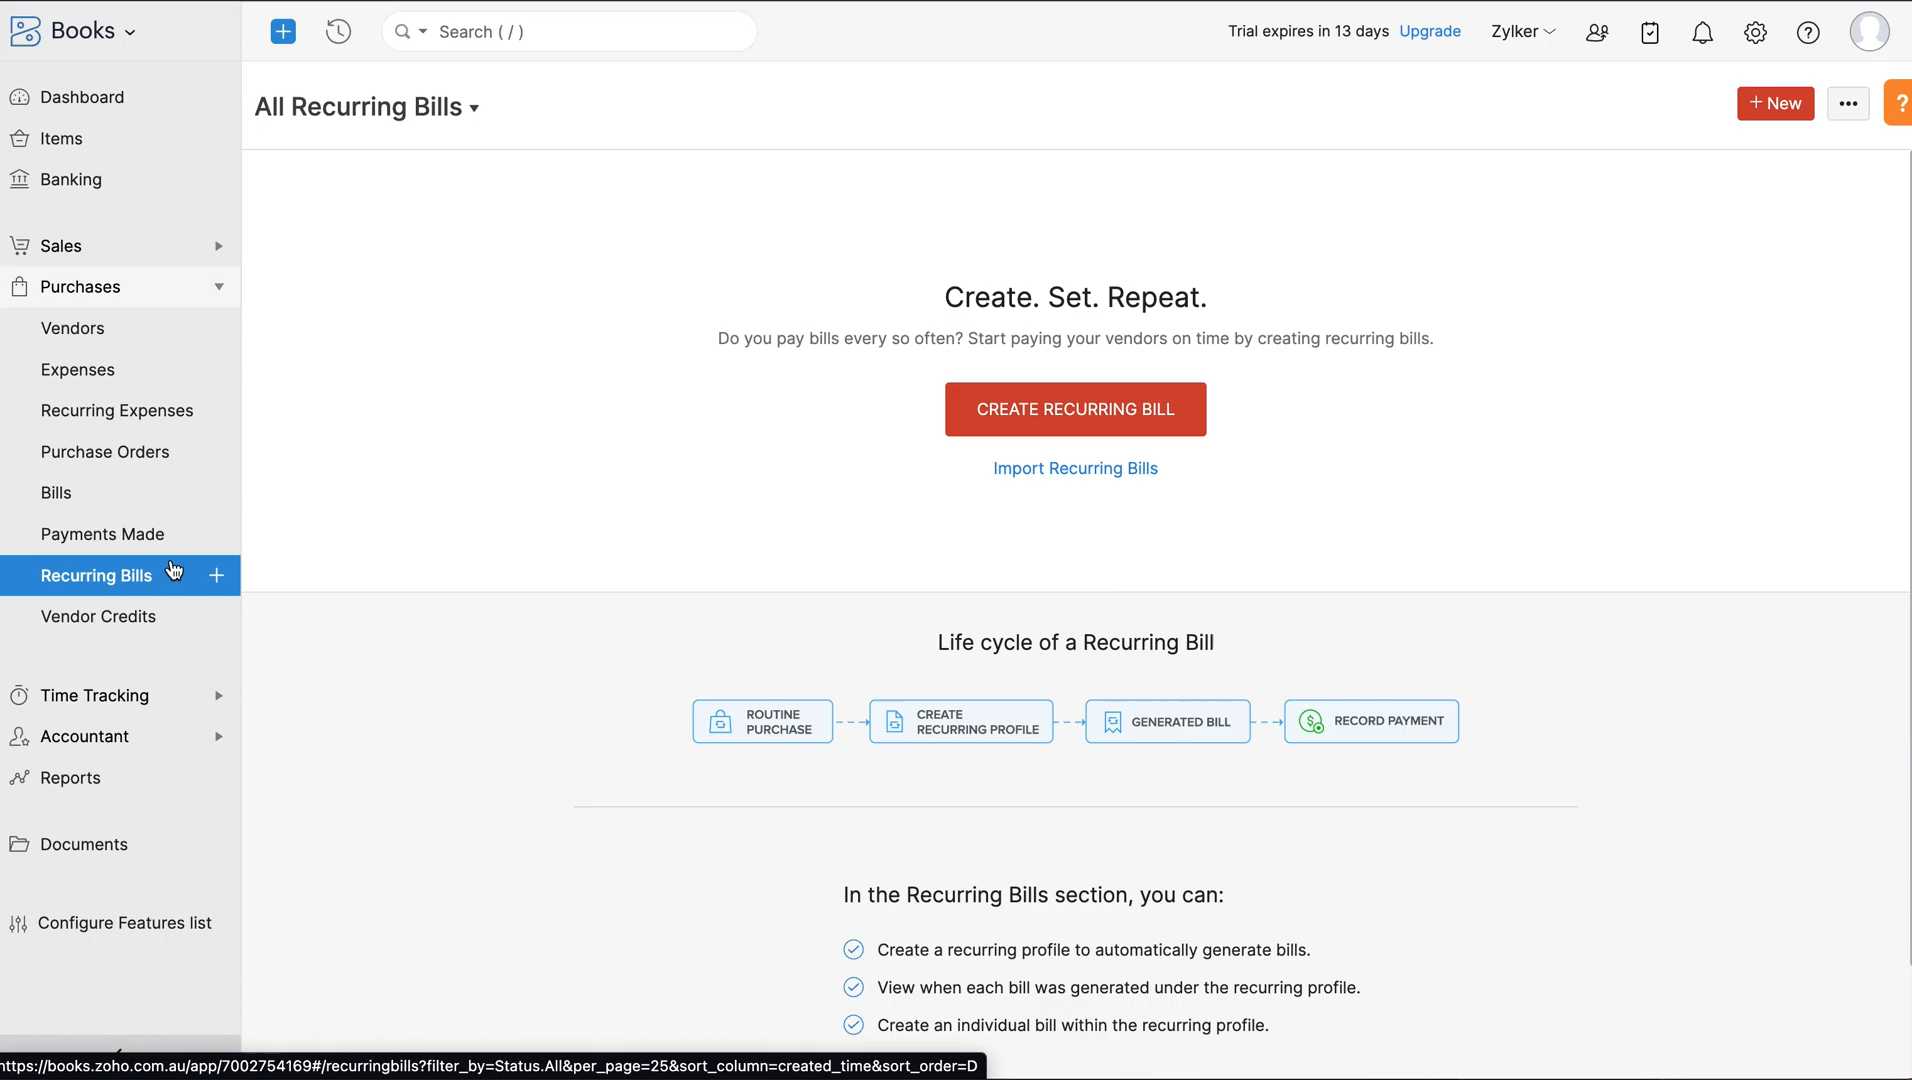 Books
Search ( / )
Trial expires in 13 days Upgrade
Zylker
Dashboard
Items
Banking
Sales
Purchases
Vendors
Expenses
Recurring Expenses
Purchase Orders
Bills
Payments Made
Recurring Bills
Vendor Credits
Time Tracking
Accountant
Reports
Documents
Configure Features list
All Recurring Bills
+ New
?
Create. Set. Repeat.
Do you pay bills every so often? Start paying your vendors on time by creating recurring bills.
CREATE RECURRING BILL
Import Recurring Bills
Life cycle of a Recurring Bill
ROUTINE
PURCHASE
CREATE
RECURRING PROFILE
GENERATED BILL
RECORD PAYMENT
In the Recurring Bills section, you can:
Create a recurring profile to automatically generate bills.
View when each bill was generated under the recurring profile.
Create an individual bill within the recurring profile.
https://books.zoho.com.au/app/7002754169#/recurringbills?filter_by=Status.All&per_page=25&sort_column=created_time&sort_order=D